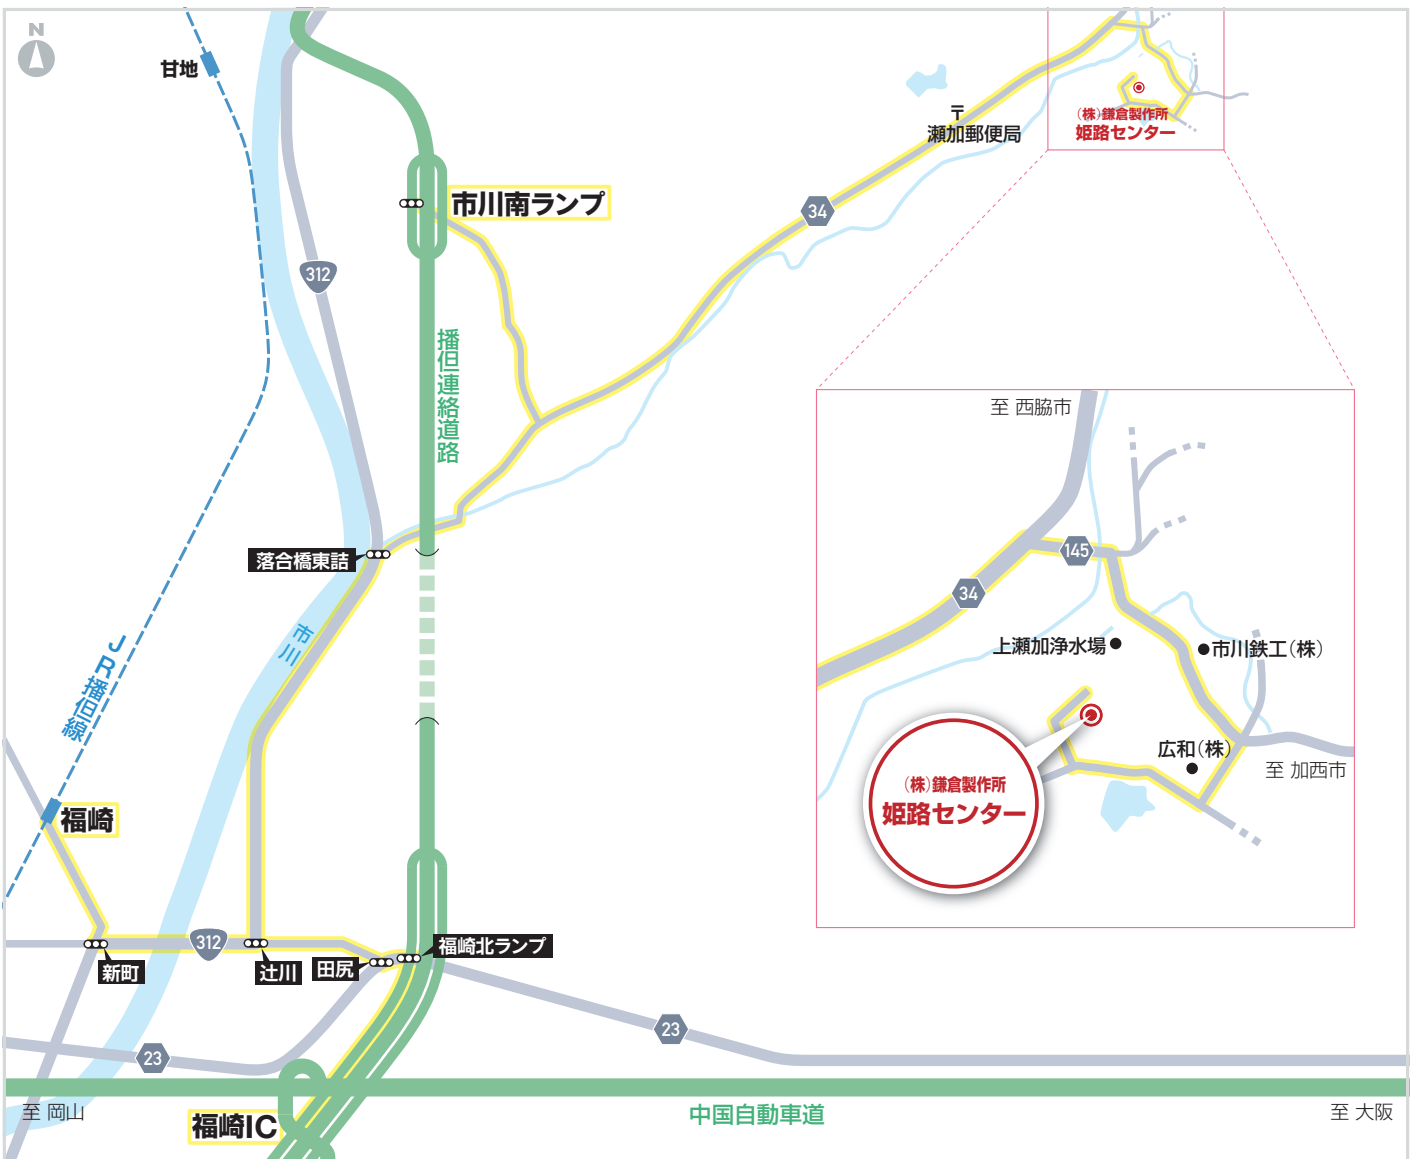 N
甘地
〒
瀬加郵便局
(株)鎌倉製作所
姫路センター
市川南ランプ
34
312
播但連絡道路
至 西脇市
145
34
落合橋東詰
市川
上瀬加浄水場
市川鉄工(株)
JR播但線
広和(株)
至 加西市
(株)鎌倉製作所
姫路センター
福崎
312
福崎北ランプ
新町
辻川
田尻
23
23
至 岡山
福崎IC
中国自動車道
至 大阪